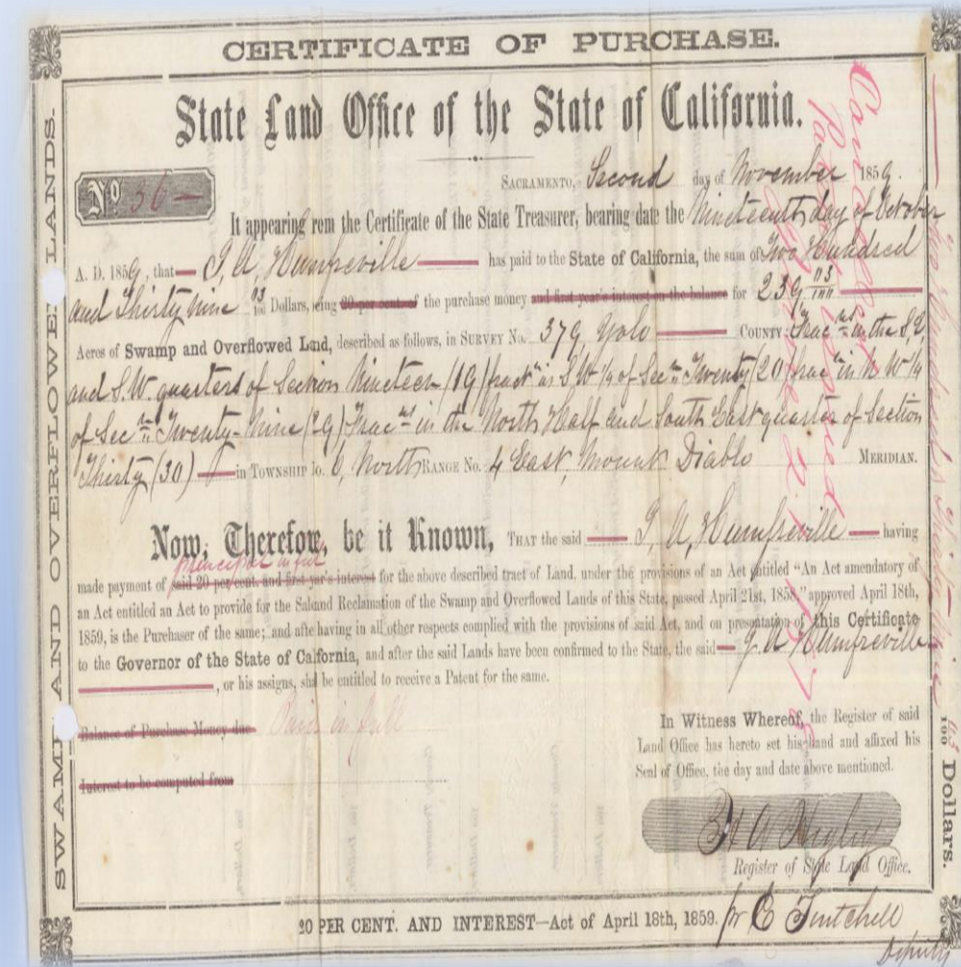 CERTIFICATE OF PURCHASE.
State Land Office of the State of California.
No 36
SACRAMENTO, Second day of November 1859.
It appearing rom the Certificate of the State Treasurer, bearing date the Nineteenth day of October
A. D. 1859, that Humfreville has paid to the State of California, the sum of Two Hundred
and Thirty nine 03/100 Dollars, being 20 per cent of the purchase money and first year's interest on the balance for 239 03/100
Acres of Swamp and Overflowed Land, described as follows, in SURVEY No. 379 Yolo COUNTY Frac in the S.E.
and S.W. quarters of Section Nineteen (19) fract in S.W. 1/4 of Sec Twenty (20) frac in N W 1/4
of Sec Twenty-Nine (29) Frac in the North Half and South East quarter of Section
Thirty (30) in TOWNSHIP No. 6, North RANGE No. 4 East, Mount Diablo MERIDIAN.
Now, Therefore, be it Known, THAT the said Humfreville having
principal in full
made payment of said 20 per cent. and first year's interest for the above described tract of Land, under the provisions of an Act entitled "An Act amendatory of
an Act entitled an Act to provide for the Sale and Reclamation of the Swamp and Overflowed Lands of this State, passed April 21st, 1858," approved April 18th,
1859, is the Purchaser of the same; and after having in all other respects complied with the provisions of said Act, and on presentation of this Certificate
to the Governor of the State of California, and after the said Lands have been confirmed to the State, the said Humfreville
, or his assigns, shall be entitled to receive a Patent for the same.
Balance of Purchase Money due Paid in full
Interest to be computed from
In Witness Whereof, the Register of said
Land Office has hereto set his hand and affixed his
Seal of Office, the day and date above mentioned.
Register of State Land Office.
20 PER CENT. AND INTEREST—Act of April 18th, 1859.
Deputy
SWAMP AND OVERFLOWED LANDS.
Two Hundred & Thirty-Nine 03/100 Dollars.
Cancelled
Patent issued